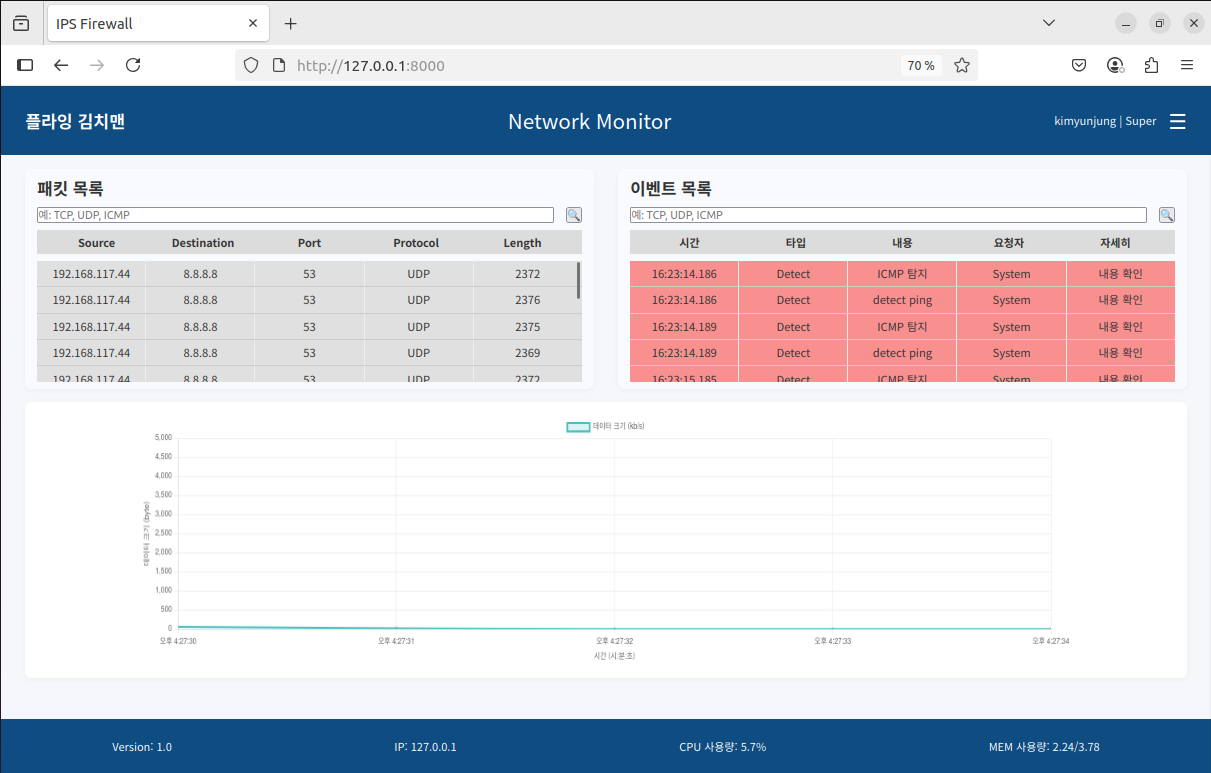 IPS Firewall
http://127.0.0.1:8000
70 %
플라잉 김치맨
Network Monitor
kimyunjung | Super
패킷 목록
예: TCP, UDP, ICMP
Source Destination Port Protocol Length
192.168.117.44 8.8.8.8 53 UDP 2372
192.168.117.44 8.8.8.8 53 UDP 2376
192.168.117.44 8.8.8.8 53 UDP 2375
192.168.117.44 8.8.8.8 53 UDP 2369
192.168.117.44 8.8.8.8 53 UDP 2372
이벤트 목록
예: TCP, UDP, ICMP
시간 타입 내용 요청자 자세히
16:23:14.186 Detect ICMP 탐지 System 내용 확인
16:23:14.186 Detect detect ping System 내용 확인
16:23:14.189 Detect ICMP 탐지 System 내용 확인
16:23:14.189 Detect detect ping System 내용 확인
16:23:15.185 Detect ICMP 탐지 System 내용 확인
데이터 크기 (kb/s)
데이터 크기 (byte)
5,000
4,500
4,000
3,500
3,000
2,500
2,000
1,500
1,000
500
0
오후 4:27:30 오후 4:27:31 오후 4:27:32 오후 4:27:33 오후 4:27:34
시간 (시:분:초)
Version: 1.0 IP: 127.0.0.1 CPU 사용량: 5.7% MEM 사용량: 2.24/3.78